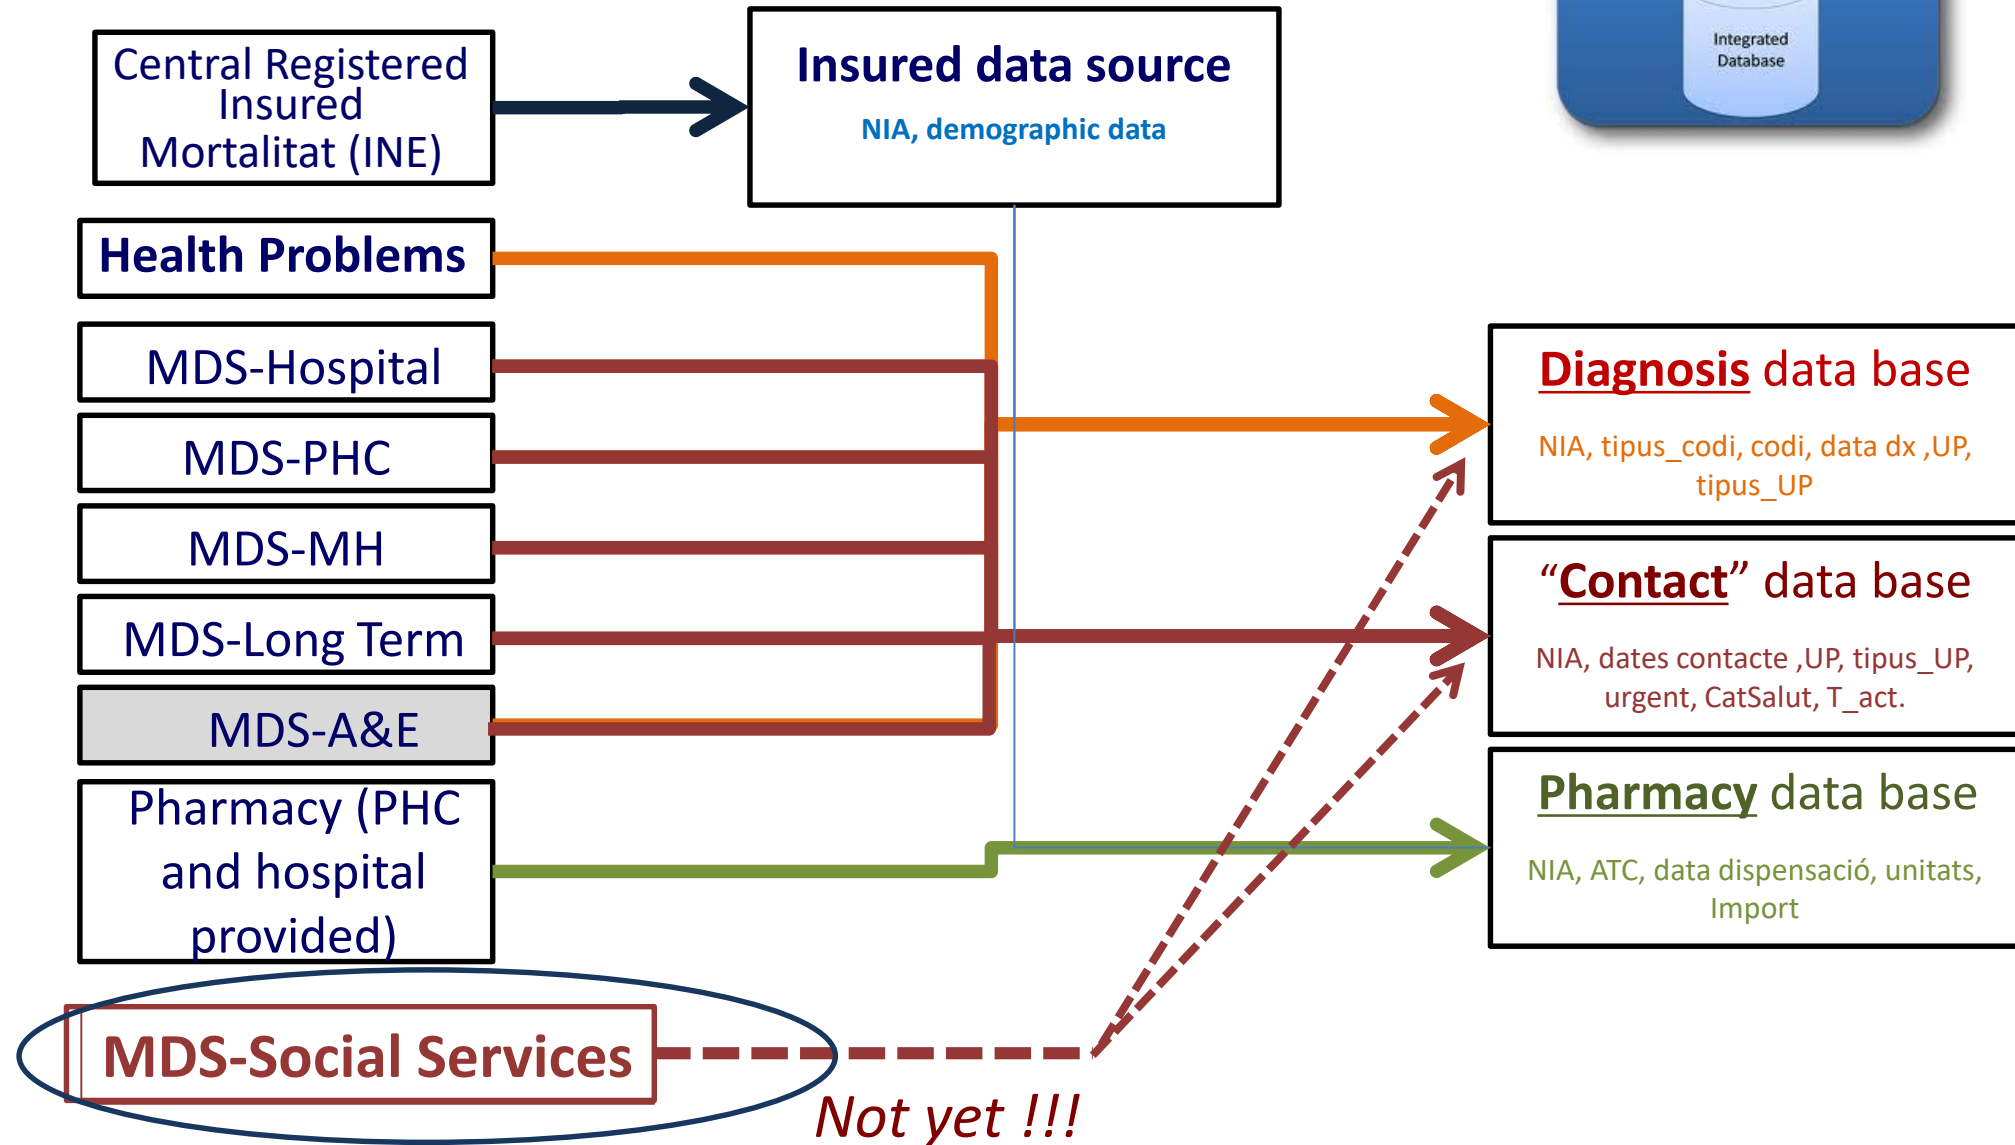 Central Registered
Insured
Mortalitat (INE)
Insured data source
NIA, demographic data
Integrated
Database
Health Problems
MDS-Hospital
MDS-PHC
MDS-MH
MDS-Long Term
MDS-A&E
Pharmacy (PHC
and hospital
provided)
MDS-Social Services
Not yet !!!
Diagnosis data base
NIA, tipus_codi, codi, data dx ,UP,
tipus_UP
“Contact” data base
NIA, dates contacte ,UP, tipus_UP,
urgent, CatSalut, T_act.
Pharmacy data base
NIA, ATC, data dispensació, unitats,
Import